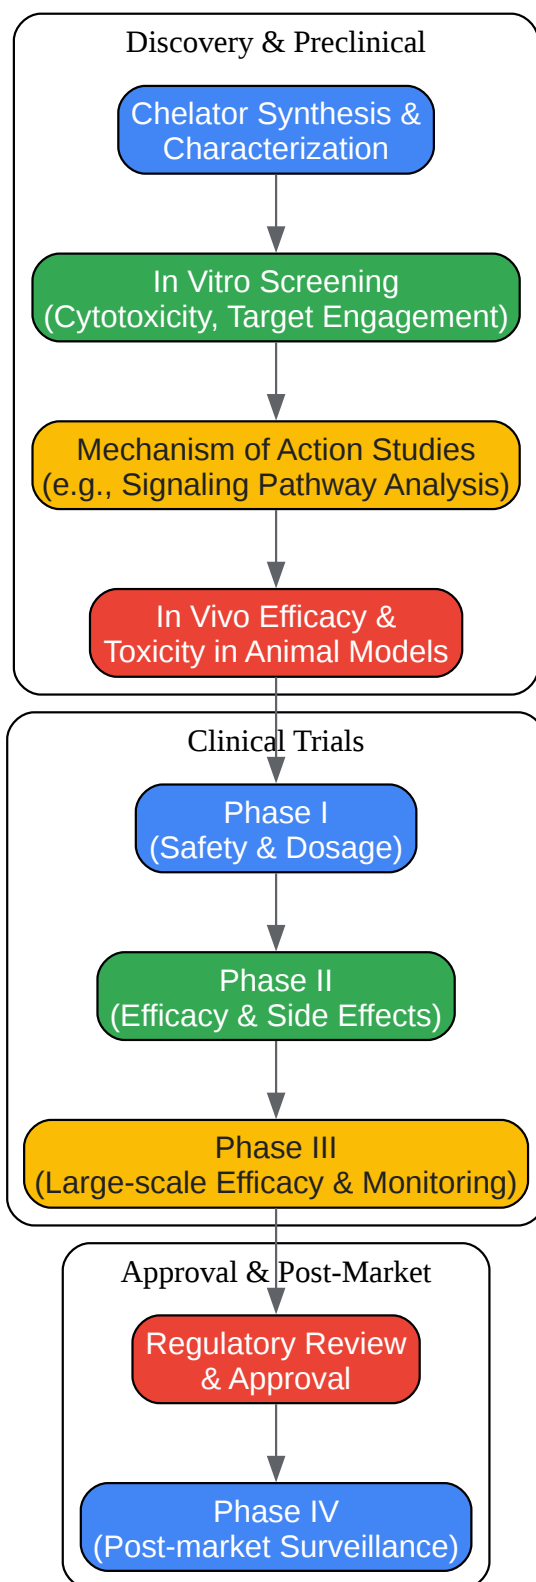 Discovery & Preclinical
Chelator Synthesis &
Characterization
In Vitro Screening
(Cytotoxicity, Target Engagement)
Mechanism of Action Studies
(e.g., Signaling Pathway Analysis)
In Vivo Efficacy &
Toxicity in Animal Models
Clinical Trials
Phase I
(Safety & Dosage)
Phase II
(Efficacy & Side Effects)
Phase III
(Large-scale Efficacy & Monitoring)
Approval & Post-Market
Regulatory Review
& Approval
Phase IV
(Post-market Surveillance)